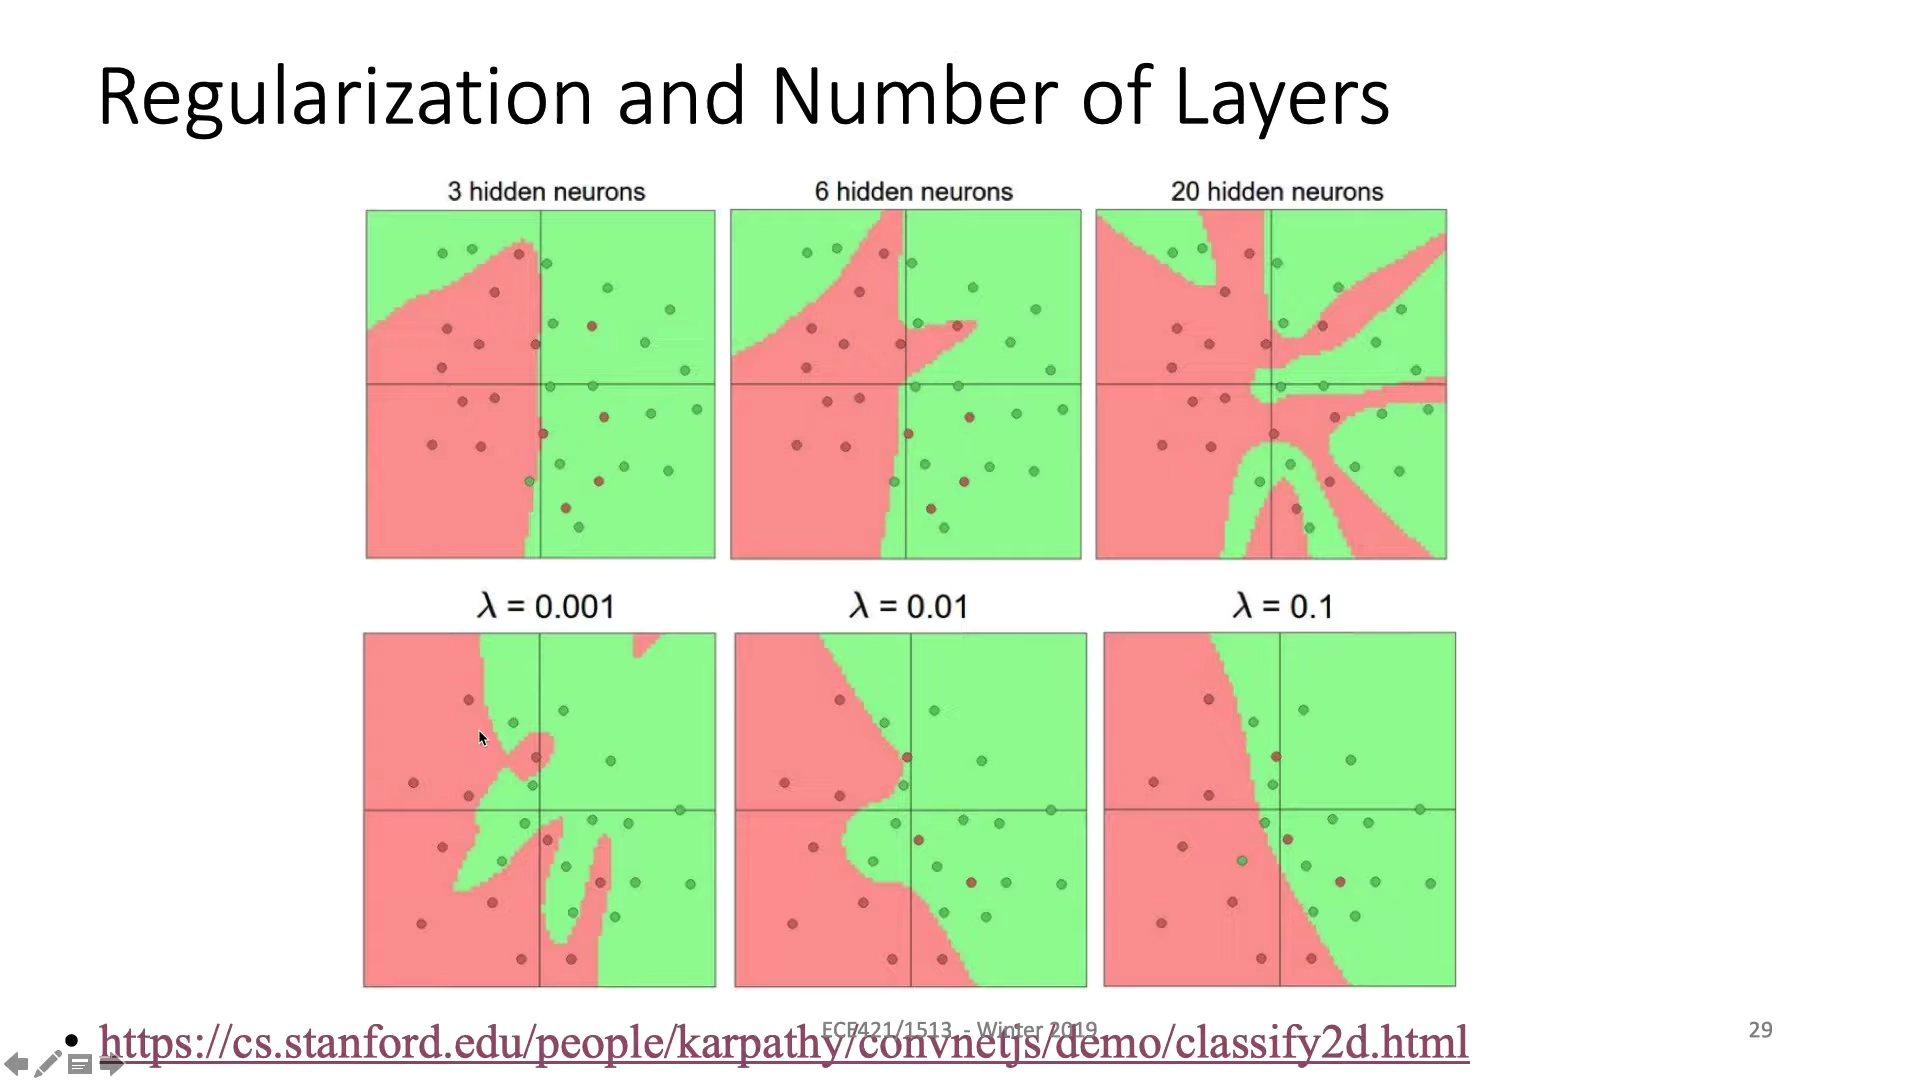 Regularization and Number of Layers
3 hidden neurons
6 hidden neurons
20 hidden neurons
λ = 0.001
λ = 0.01
λ = 0.1
• https://cs.stanford.edu/people/karpathy/convnetjs/demo/classify2d.html
ECE421/1513 - Winter 2019
29